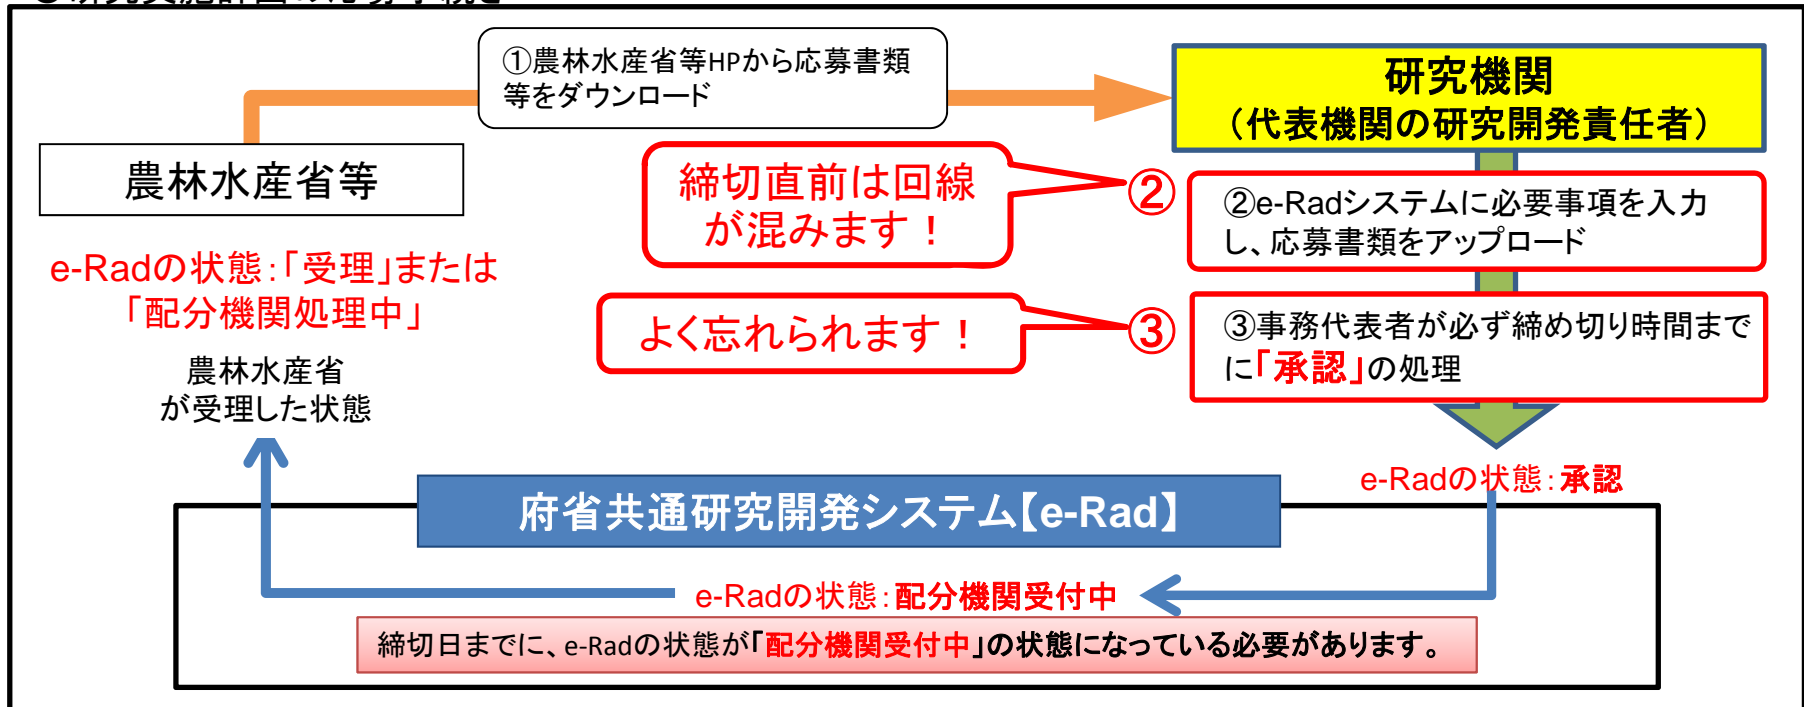 ①農林水産省等HPから応募書類
等をダウンロード
研究機関
(代表機関の研究開発責任者)
農林水産省等
締切直前は回線
が混みます！
②
②e-Radシステムに必要事項を入力
し、応募書類をアップロード
e-Radの状態：「受理」または
「配分機関処理中」
よく忘れられます！
③
③事務代表者が必ず締め切り時間まで
に「承認」の処理
農林水産省
が受理した状態
e-Radの状態：承認
府省共通研究開発システム【e-Rad】
e-Radの状態：配分機関受付中
締切日までに、e-Radの状態が「配分機関受付中」の状態になっている必要があります。